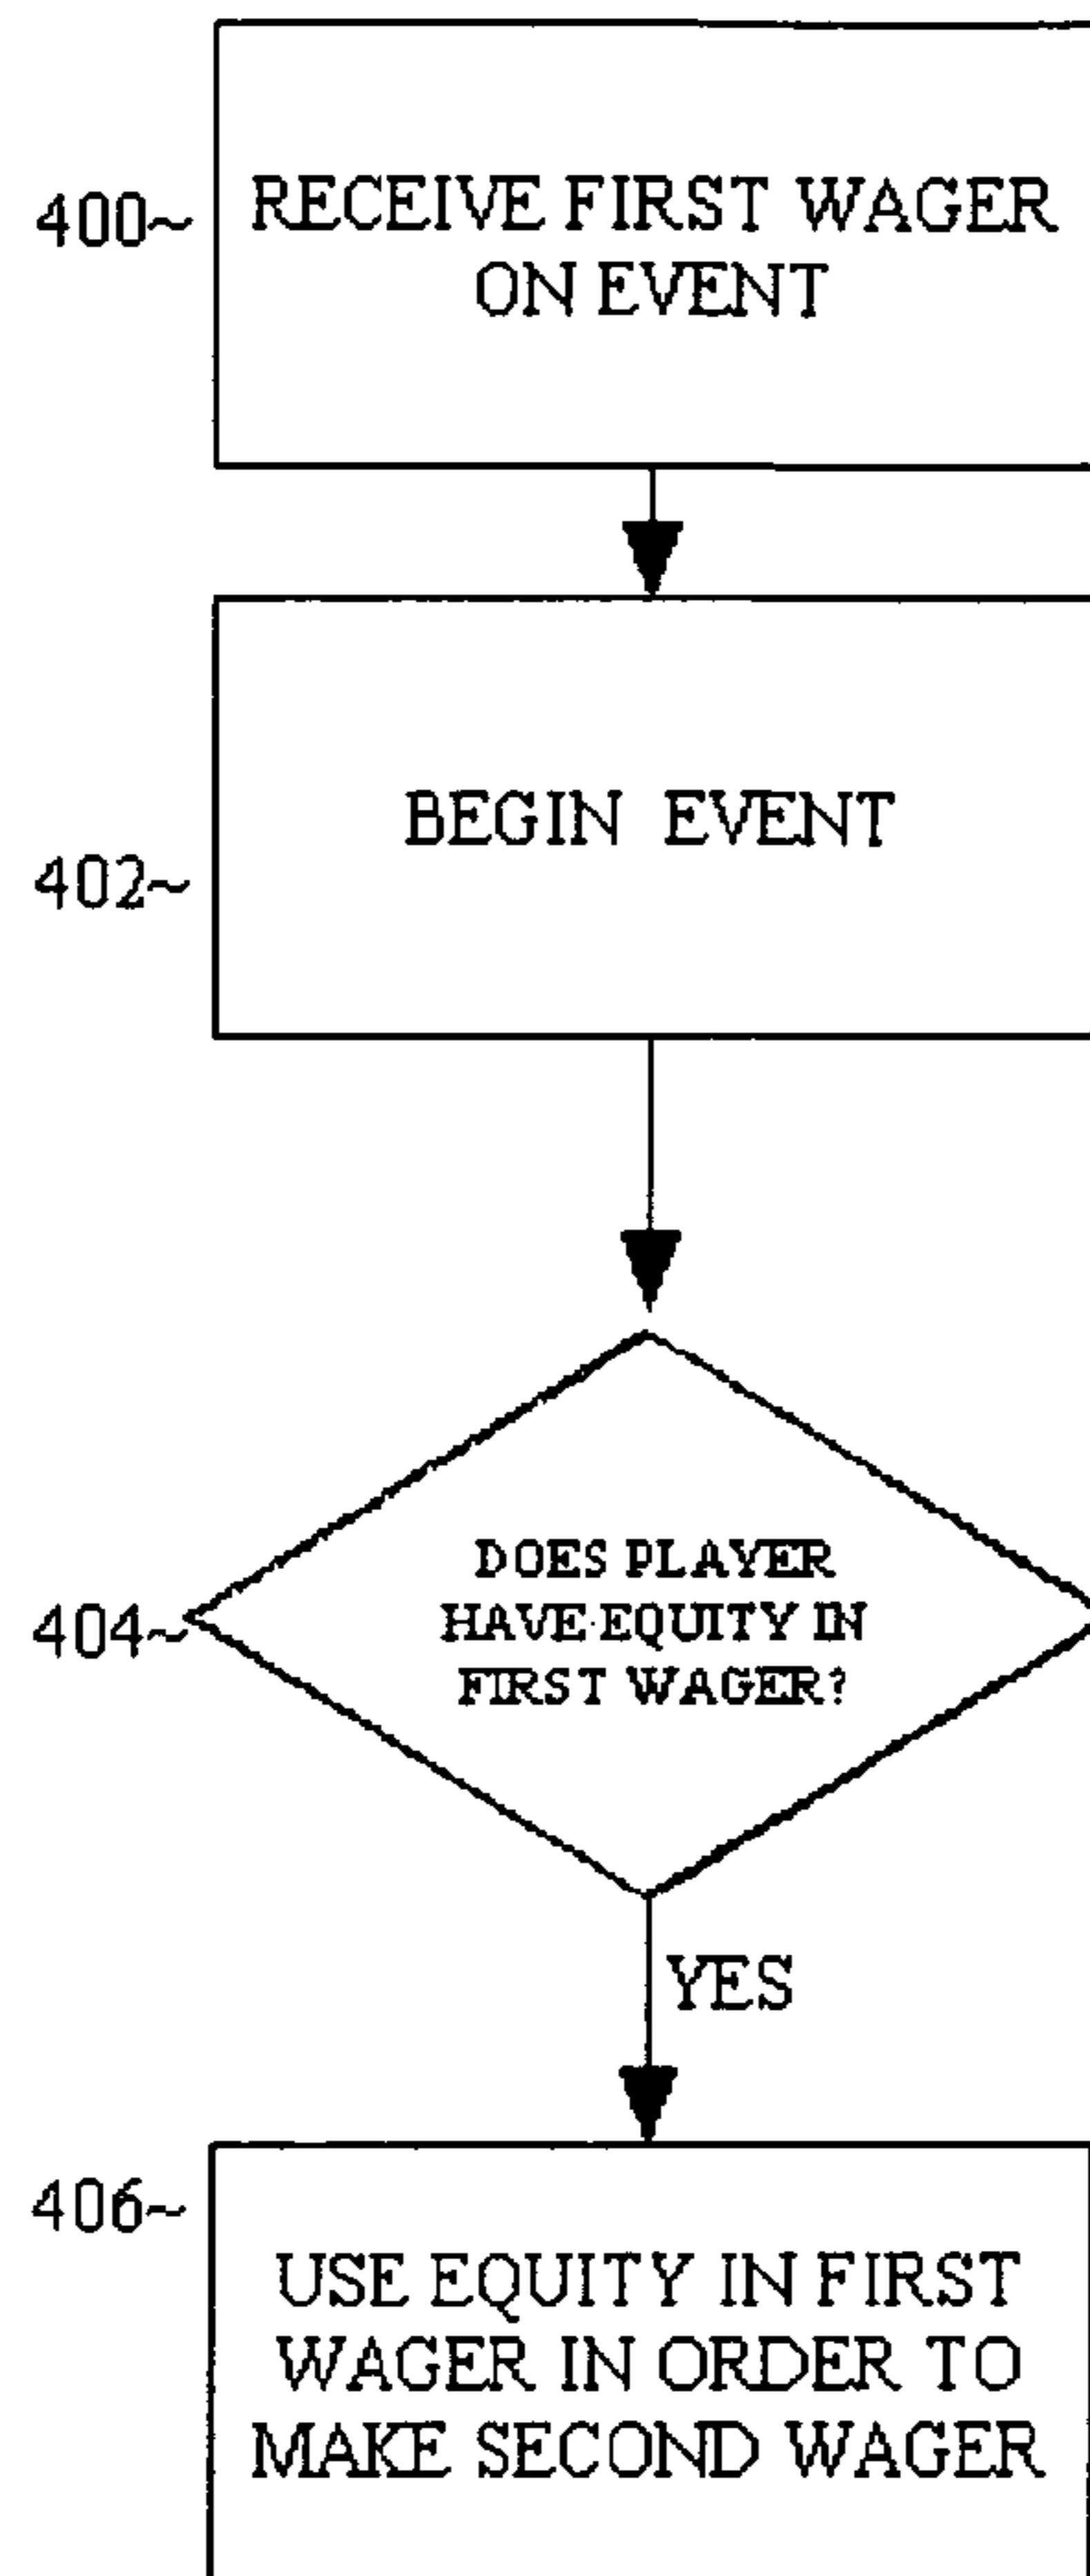 400~
RECEIVE FIRST WAGER
ON EVENT
402~
BEGIN EVENT
404~
DOES PLAYER
HAVE EQUITY IN
FIRST WAGER?
YES
406~
USE EQUITY IN FIRST
WAGER IN ORDER TO
MAKE SECOND WAGER